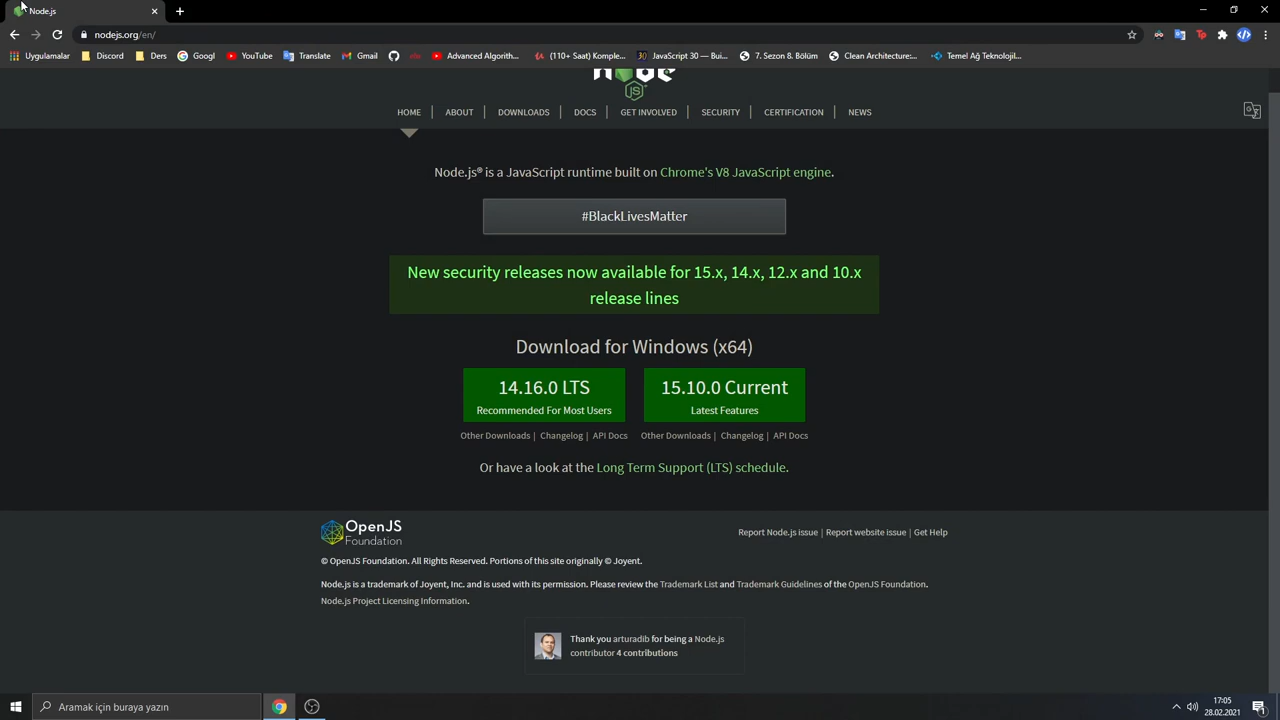 Node.js
nodejs.org/en/
Uygulamalar Discord Ders Googl YouTube Translate Gmail Advanced Algorith... (110+) Komple... JavaScript 30 — Bui... 7. Sezon 8. Bölüm Clean Architecture:... Temel Ağ Teknoloji...
JS
HOME ABOUT DOWNLOADS DOCS GET INVOLVED SECURITY CERTIFICATION NEWS
Node.js® is a JavaScript runtime built on Chrome's V8 JavaScript engine.
#BlackLivesMatter
New security releases now available for 15.x, 14.x, 12.x and 10.x
release lines
Download for Windows (x64)
14.16.0 LTS
Recommended For Most Users
15.10.0 Current
Latest Features
Other Downloads | Changelog | API Docs
Other Downloads | Changelog | API Docs
Or have a look at the Long Term Support (LTS) schedule.
OpenJS
Foundation
Report Node.js issue | Report website issue | Get Help
© OpenJS Foundation. All Rights Reserved. Portions of this site originally © Joyent.
Node.js is a trademark of Joyent, Inc. and is used with its permission. Please review the Trademark List and Trademark Guidelines of the OpenJS Foundation.
Node.js Project Licensing Information.
Thank you arturadib for being a Node.js
contributor 4 contributions
Aramak için buraya yazın
17:05
28.02.2021